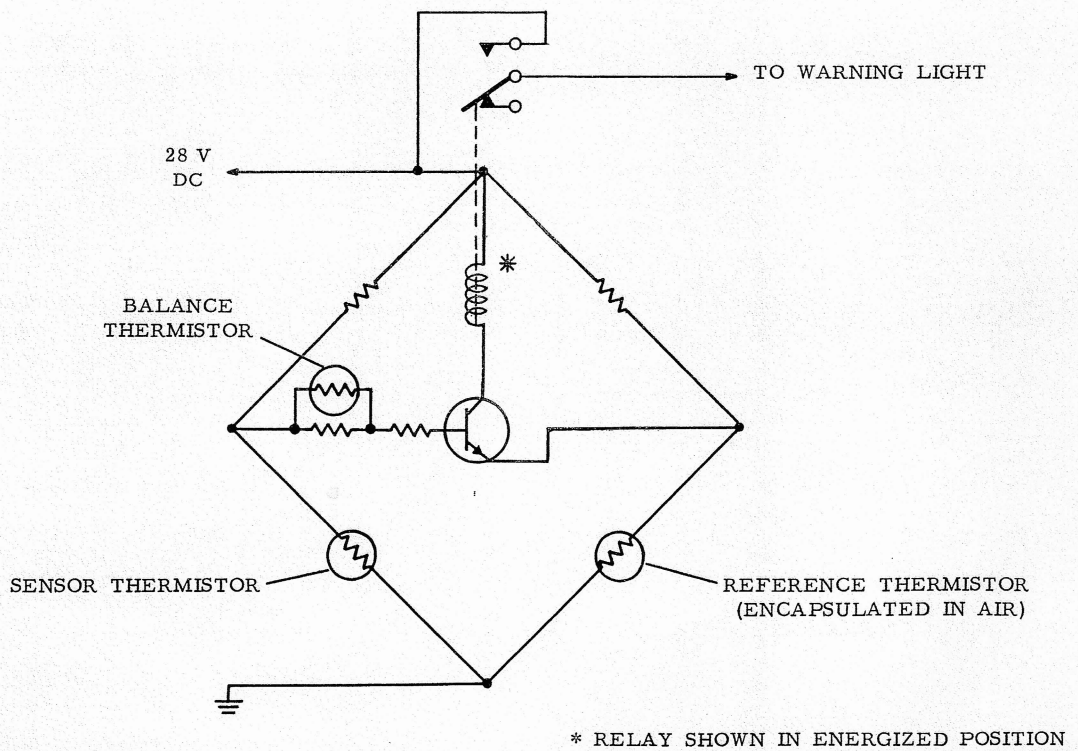 TO WARNING LIGHT
28 V
DC
*
BALANCE
THERMISTOR
SENSOR THERMISTOR
REFERENCE THERMISTOR
(ENCAPSULATED IN AIR)
* RELAY SHOWN IN ENERGIZED POSITION